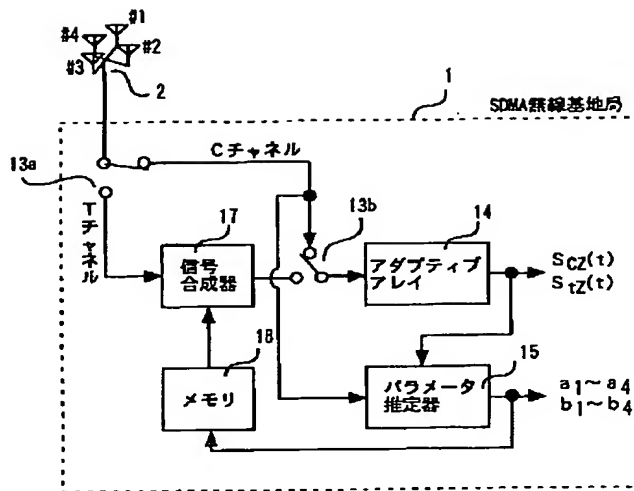 #1
#4
#2
#3
2
1
SDMA無線基地局
13a
Cチャネル
Tチャネル
17
信号
合成器
13b
14
アダプティブ
アレイ
SCZ(t)
StZ(t)
18
メモリ
15
パラメータ
推定器
a1~a4
b1~b4